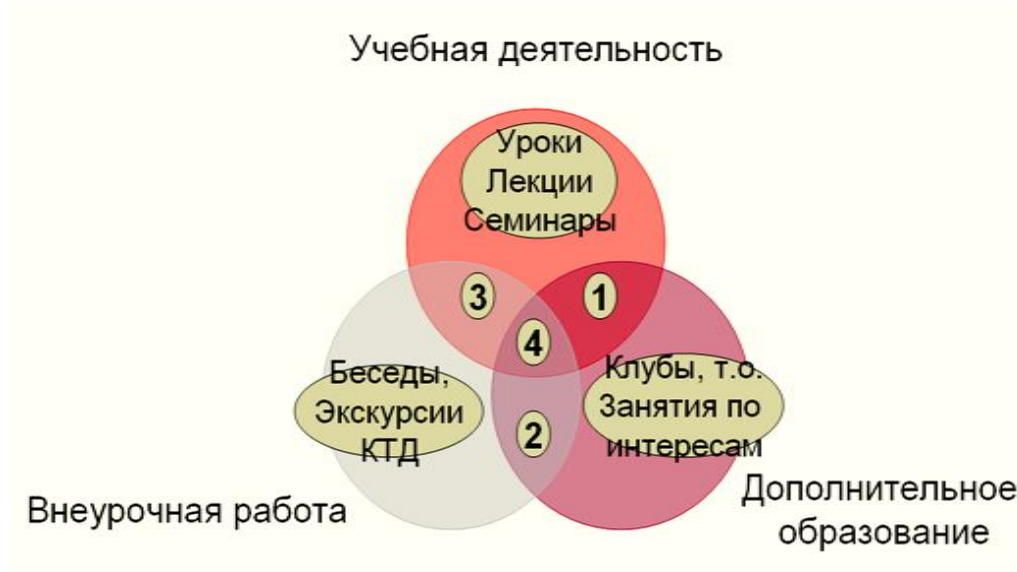 Учебная деятельность
Уроки
Лекции
Семинары
3
1
4
Беседы,
Экскурсии
КТД
Клубы, т.о.
Занятия по
интересам
2
Внеурочная работа
Дополнительное
образование